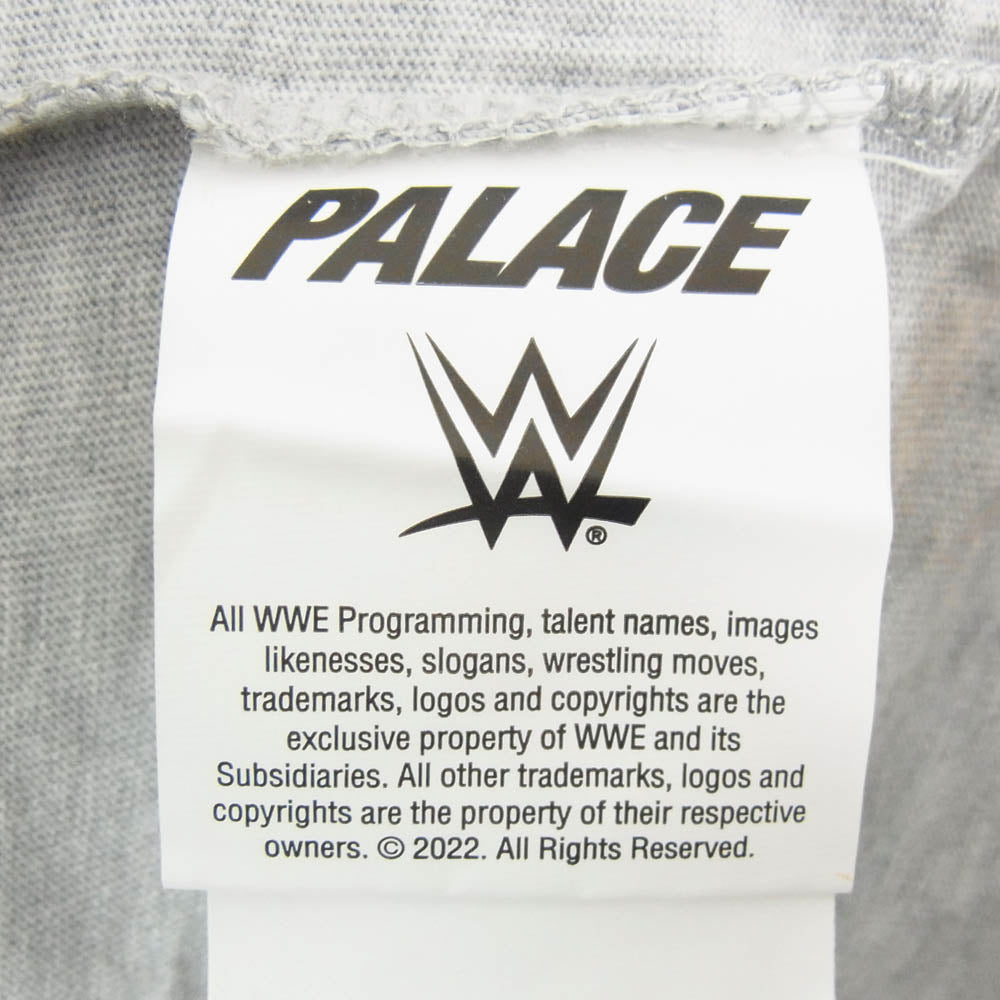 PALACE
W
®
All WWE Programming, talent names, images
likenesses, slogans, wrestling moves,
trademarks, logos and copyrights are the
exclusive property of WWE and its
Subsidiaries. All other trademarks, logos and
copyrights are the property of their respective
owners. © 2022. All Rights Reserved.